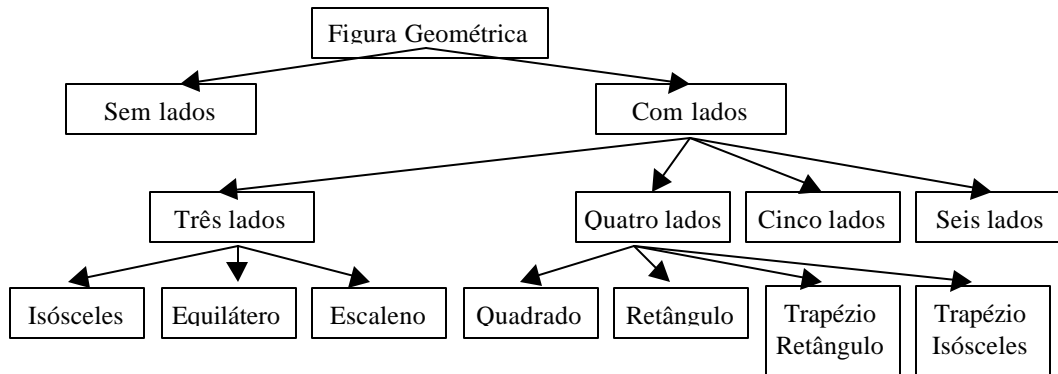 Figura Geométrica
Sem lados
Com lados
Três lados
Quatro lados
Cinco lados
Seis lados
Isósceles
Equilátero
Escaleno
Quadrado
Retângulo
Trapézio
Retângulo
Trapézio
Isósceles